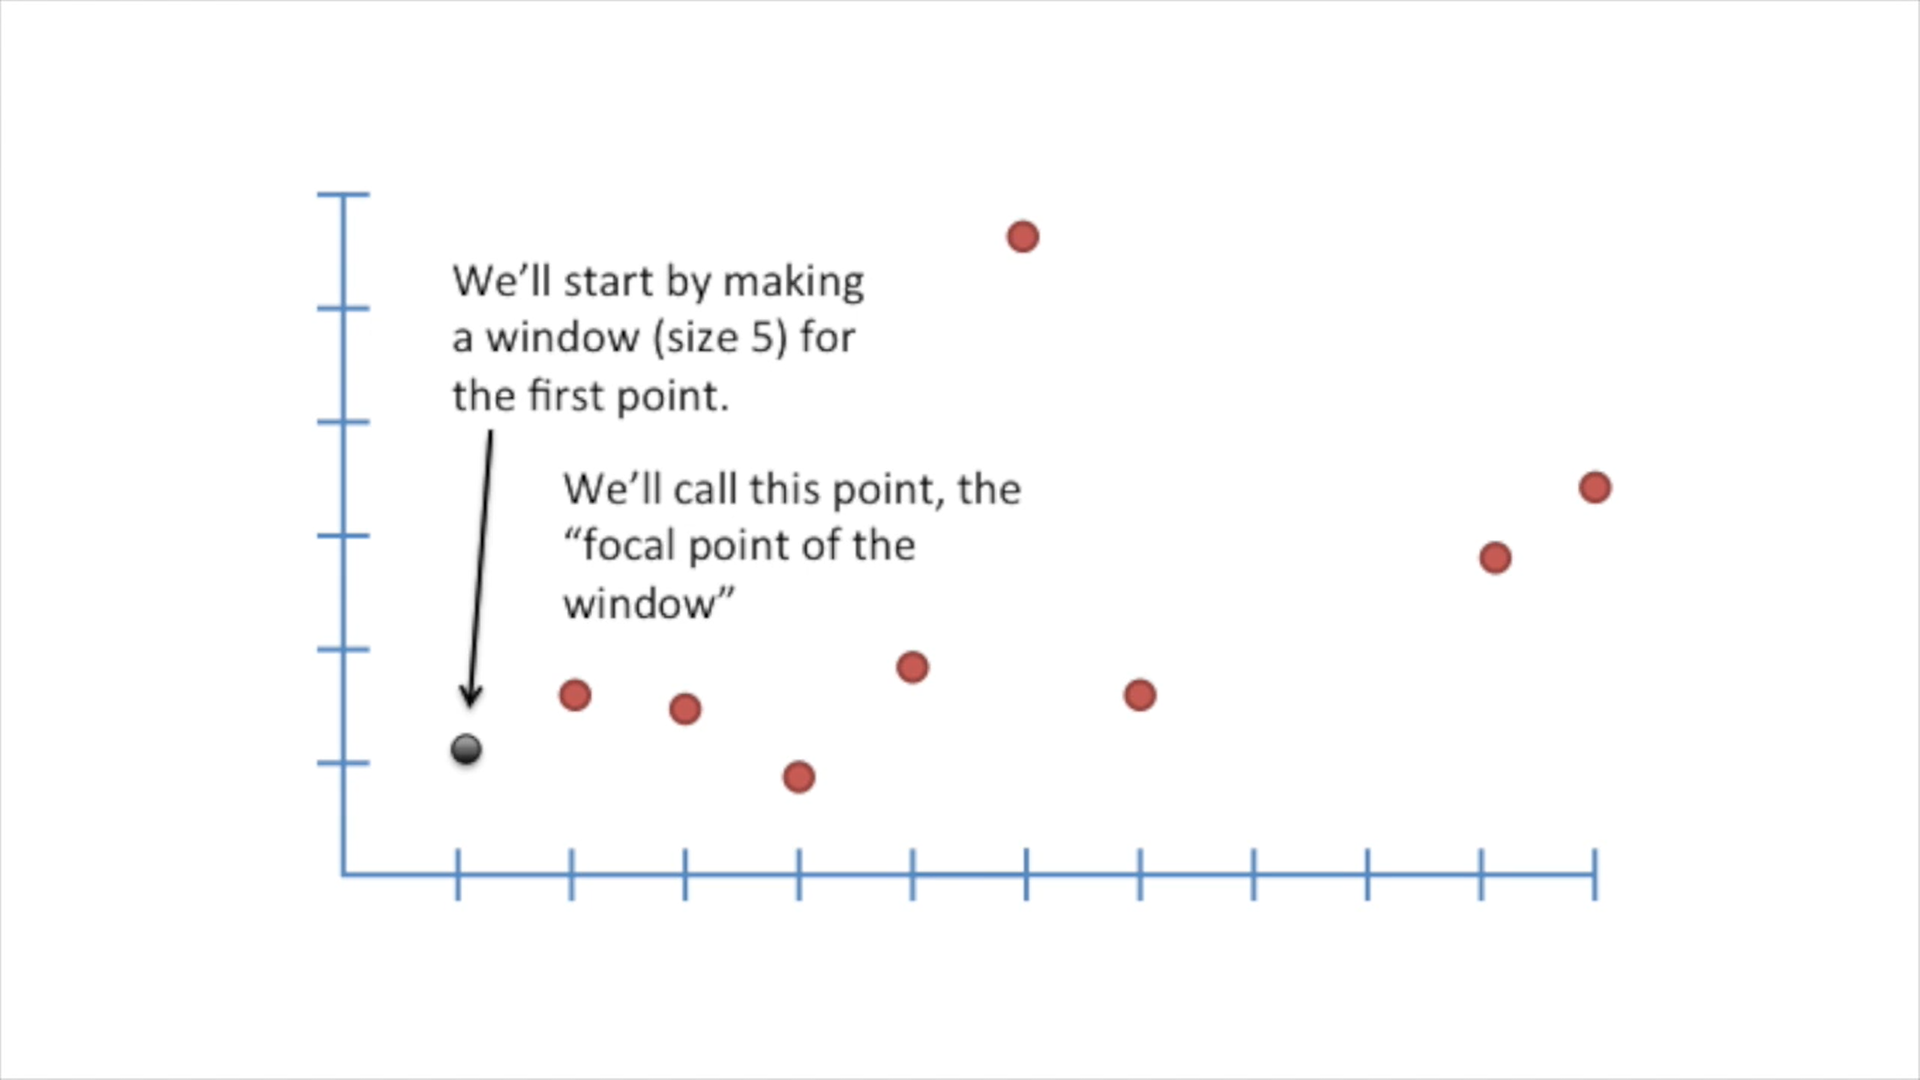 We’ll start by making
a window (size 5) for
the first point.
We’ll call this point, the
“focal point of the
window”